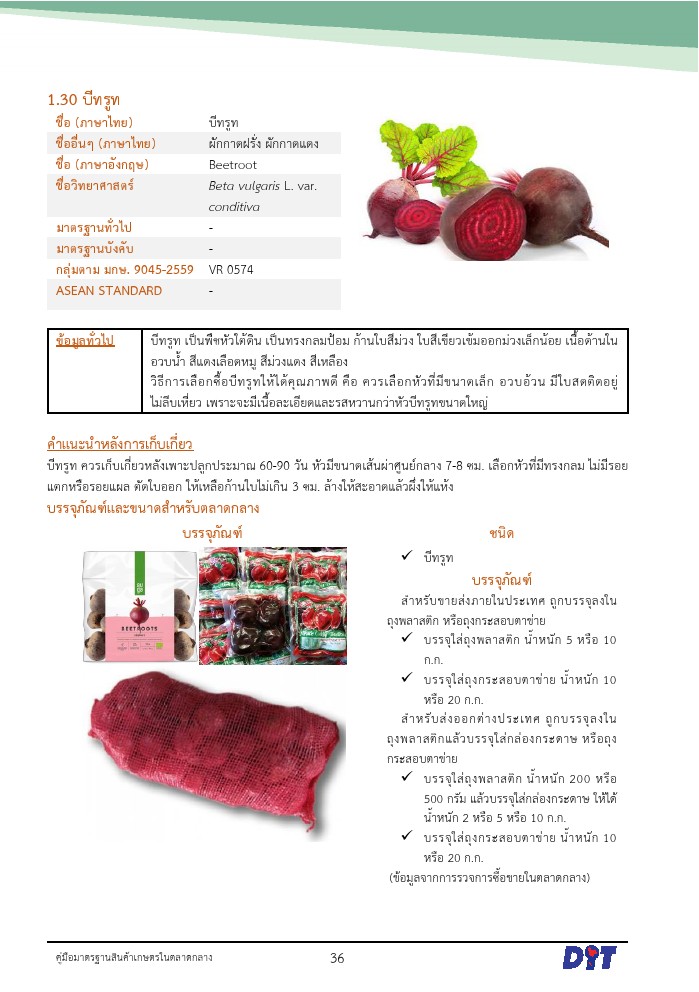 1.30 บีทรูท
ชื่อ (ภาษาไทย) บีทรูท
ชื่ออื่นๆ (ภาษาไทย) ผักกาดฝรั่ง ผักกาดแดง
ชื่อ (ภาษาอังกฤษ) Beetroot
ชื่อวิทยาศาสตร์ Beta vulgaris L. var.
conditiva
มาตรฐานทั่วไป -
มาตรฐานบังคับ -
กลุ่มตาม มกษ. 9045-2559 VR 0574
ASEAN STANDARD -
ข้อมูลทั่วไป บีทรูท เป็นพืชหัวใต้ดิน เป็นทรงกลมป้อม ก้านใบสีม่วง ใบสีเขียวเข้มออกม่วงเล็กน้อย เนื้อด้านใน
อวบน้ำ สีแดงเลือดหมู สีม่วงแดง สีเหลือง
วิธีการเลือกซื้อบีทรูทให้ได้คุณภาพดี คือ ควรเลือกหัวที่มีขนาดเล็ก อวบอ้วน มีใบสดติดอยู่
ไม่ลีบเหี่ยว เพราะจะมีเนื้อละเอียดและรสหวานกว่าหัวบีทรูทขนาดใหญ่
คำแนะนำหลังการเก็บเกี่ยว
บีทรูท ควรเก็บเกี่ยวหลังเพาะปลูกประมาณ 60-90 วัน หัวมีขนาดเส้นผ่าศูนย์กลาง 7-8 ซม. เลือกหัวที่มีทรงกลม ไม่มีรอย
แตกหรือรอยแผล ตัดใบออก ให้เหลือก้านใบไม่เกิน 3 ซม. ล้างให้สะอาดแล้วผึ่งให้แห้ง
บรรจุภัณฑ์และขนาดสำหรับตลาดกลาง
บรรจุภัณฑ์
BEETROOTS
ชนิด
✓ บีทรูท
บรรจุภัณฑ์
สำหรับขายส่งภายในประเทศ ถูกบรรจุลงใน
ถุงพลาสติก หรือถุงกระสอบตาข่าย
✓ บรรจุใส่ถุงพลาสติก น้ำหนัก 5 หรือ 10
ก.ก.
✓ บรรจุใส่ถุงกระสอบตาข่าย น้ำหนัก 10
หรือ 20 ก.ก.
สำหรับส่งออกต่างประเทศ ถูกบรรจุลงใน
ถุงพลาสติกแล้วบรรจุใส่กล่องกระดาษ หรือถุง
กระสอบตาข่าย
✓ บรรจุใส่ถุงพลาสติก น้ำหนัก 200 หรือ
500 กรัม แล้วบรรจุใส่กล่องกระดาษ ให้ได้
น้ำหนัก 2 หรือ 5 หรือ 10 ก.ก.
✓ บรรจุใส่ถุงกระสอบตาข่าย น้ำหนัก 10
หรือ 20 ก.ก.
(ข้อมูลจากการรวจการซื้อขายในตลาดกลาง)
คู่มือมาตรฐานสินค้าเกษตรในตลาดกลาง 36 DIT